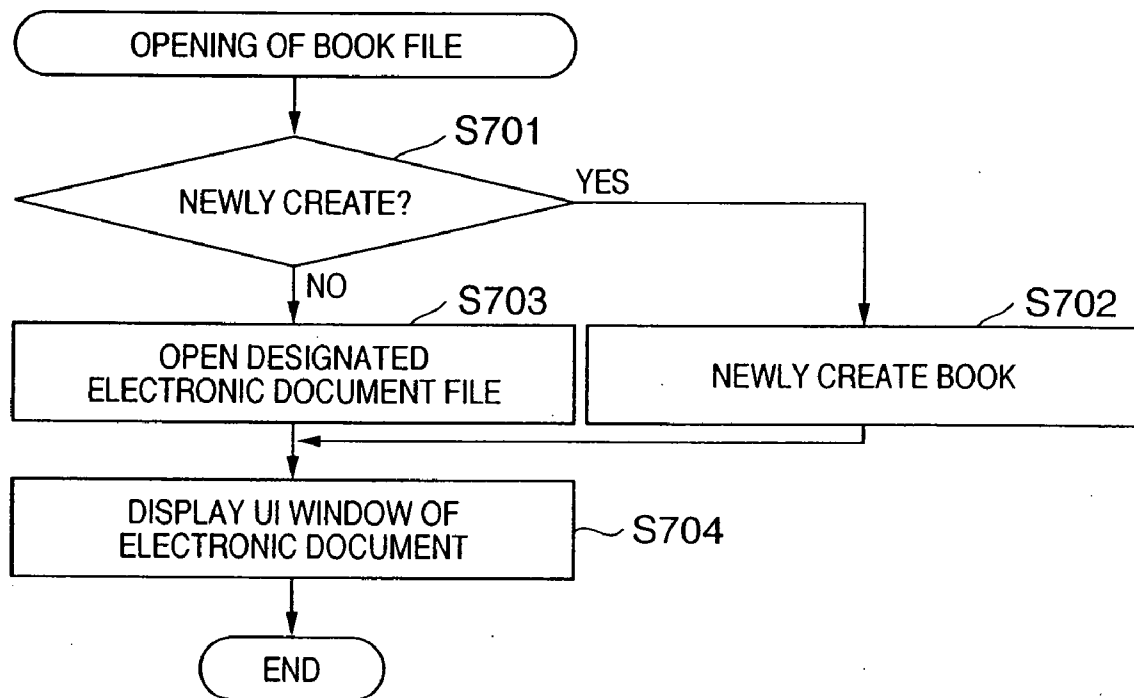 OPENING OF BOOK FILE
S701
NEWLY CREATE?
YES
NO
S703
S702
OPEN DESIGNATED
ELECTRONIC DOCUMENT FILE
NEWLY CREATE BOOK
DISPLAY UI WINDOW OF
ELECTRONIC DOCUMENT
S704
END